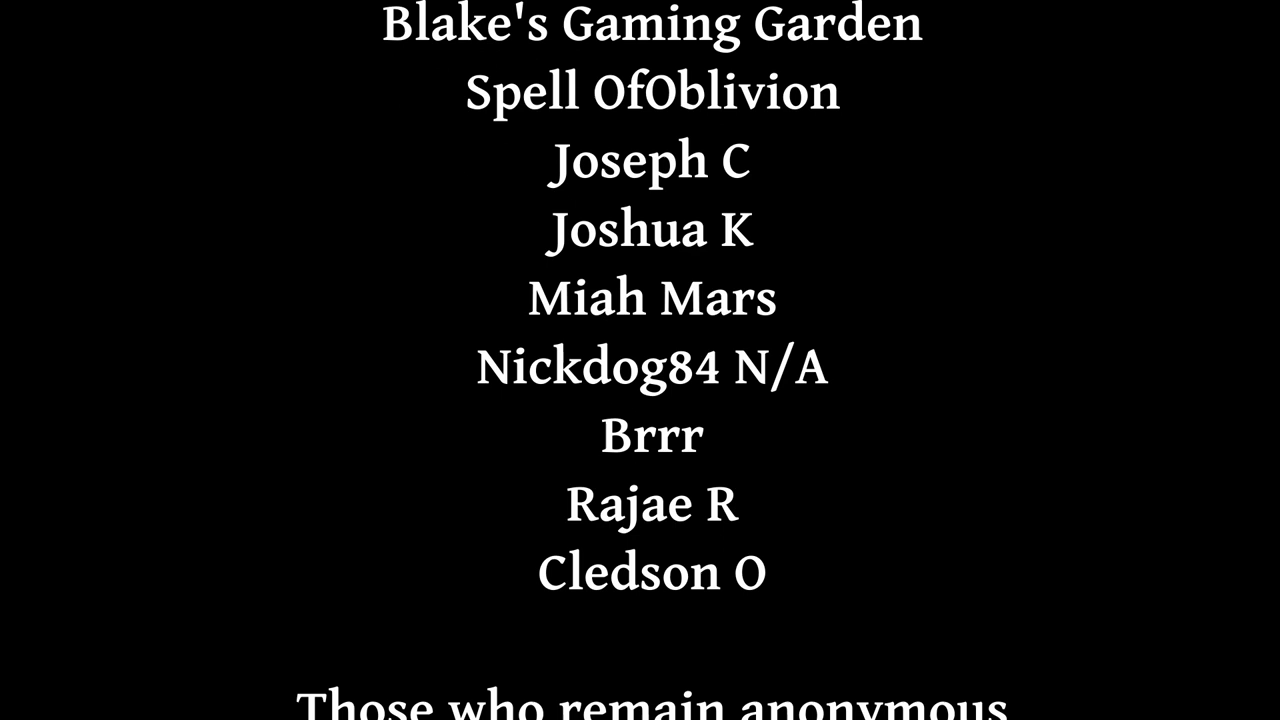 Blake's Gaming Garden
Spell OfOblivion
Joseph C
Joshua K
Miah Mars
Nickdog84 N/A
Brrr
Rajae R
Cledson O
Those who remain anonymous